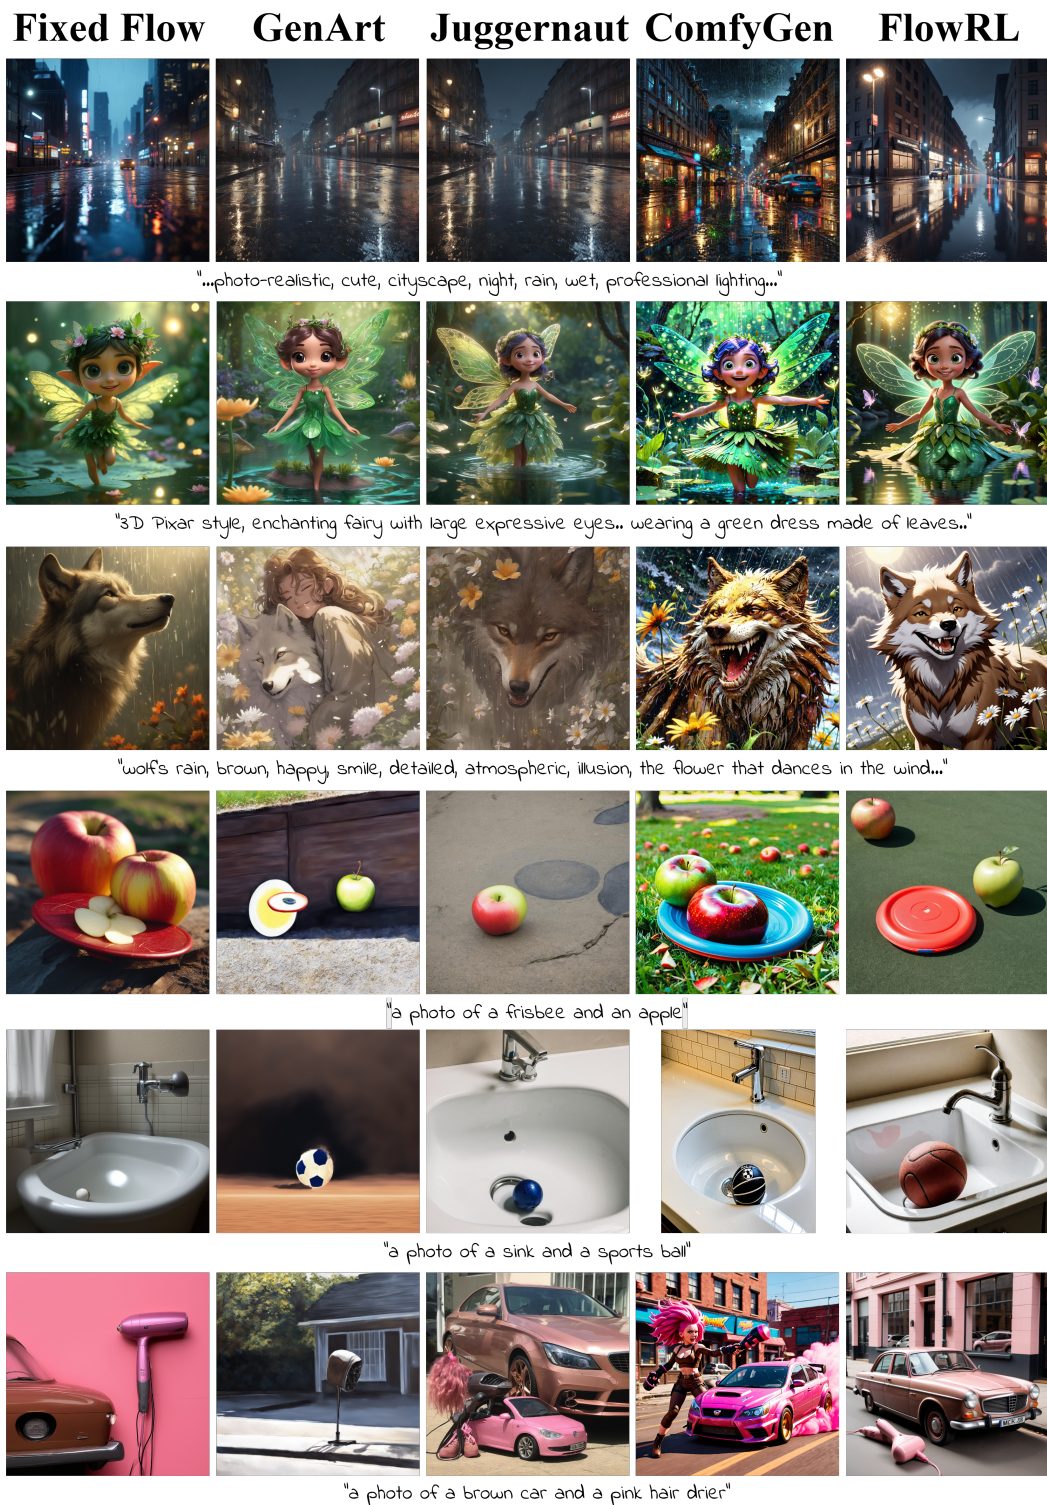 Fixed Flow GenArt Juggernaut ComfyGen FlowRL
"...photo-realistic, cute, cityscape, night, rain, wet, professional lighting..."
"3D Pixar style, enchanting fairy with large expressive eyes.. wearing a green dress made of leaves.."
"wolf's rain, brown, happy, smile, detailed, atmospheric, illusion, the flower that dances in the wind..."
"a photo of a frisbee and an apple"
"a photo of a sink and a sports ball"
"a photo of a brown car and a pink hair drier"